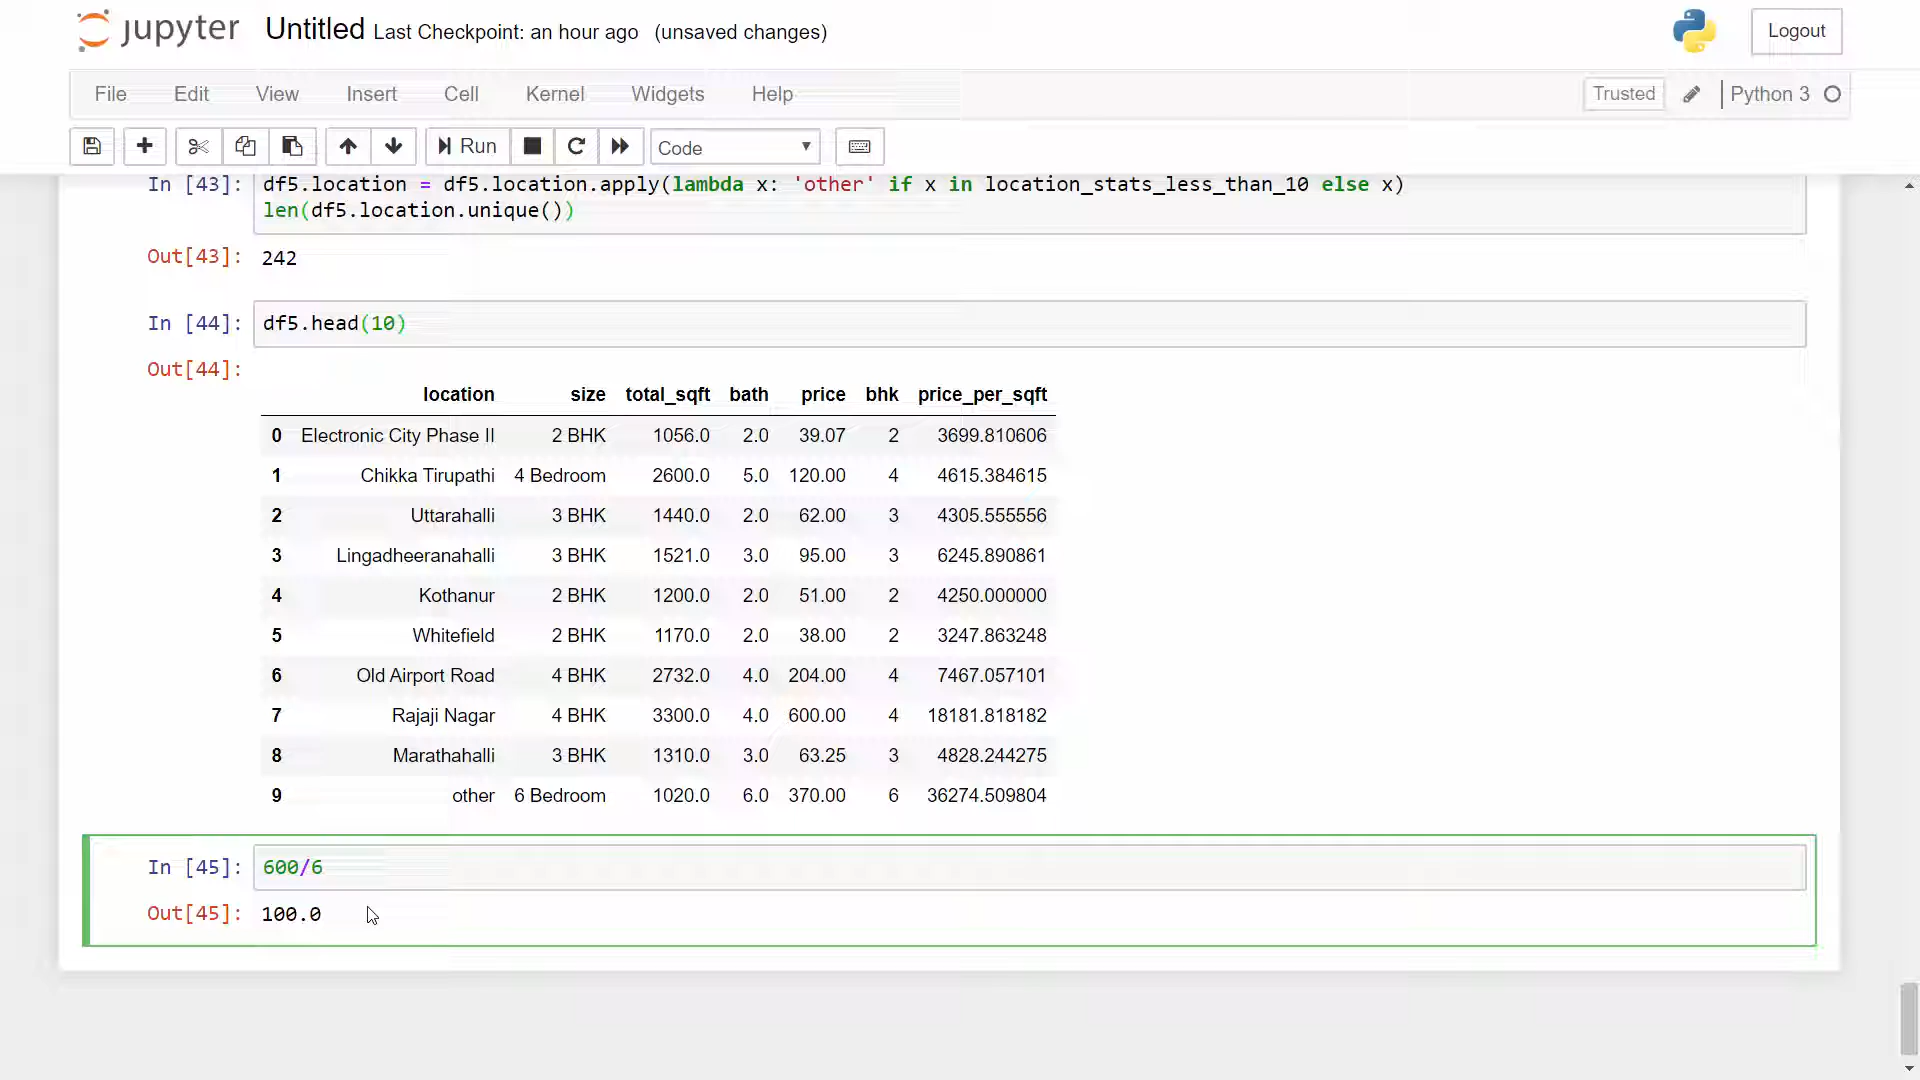 jupyter Untitled Last Checkpoint: an hour ago (unsaved changes) Logout
File Edit View Insert Cell Kernel Widgets Help Trusted Python 3
Run Code
In [43]: df5.location = df5.location.apply(lambda x: 'other' if x in location_stats_less_than_10 else x)
len(df5.location.unique())
Out[43]: 242
In [44]: df5.head(10)
Out[44]:
location size total_sqft bath price bhk price_per_sqft
0 Electronic City Phase II 2 BHK 1056.0 2.0 39.07 2 3699.810606
1 Chikka Tirupathi 4 Bedroom 2600.0 5.0 120.00 4 4615.384615
2 Uttarahalli 3 BHK 1440.0 2.0 62.00 3 4305.555556
3 Lingadheeranahalli 3 BHK 1521.0 3.0 95.00 3 6245.890861
4 Kothanur 2 BHK 1200.0 2.0 51.00 2 4250.000000
5 Whitefield 2 BHK 1170.0 2.0 38.00 2 3247.863248
6 Old Airport Road 4 BHK 2732.0 4.0 204.00 4 7467.057101
7 Rajaji Nagar 4 BHK 3300.0 4.0 600.00 4 18181.818182
8 Marathahalli 3 BHK 1310.0 3.0 63.25 3 4828.244275
9 other 6 Bedroom 1020.0 6.0 370.00 6 36274.509804
In [45]: 600/6
Out[45]: 100.0